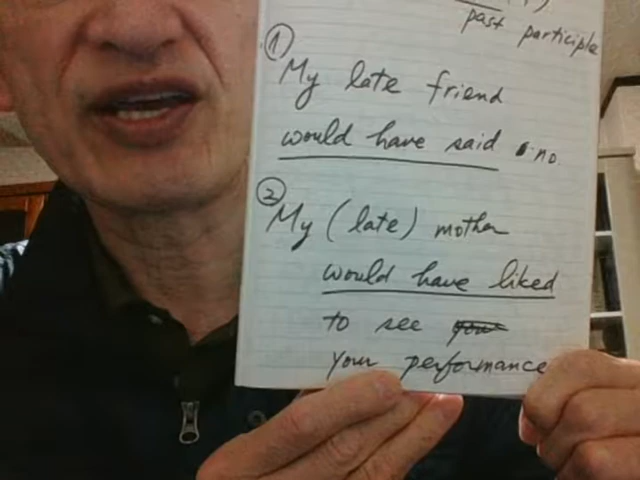 past participle
① My late friend
would have said no
② My (late) mother
would have liked
to see
your performance